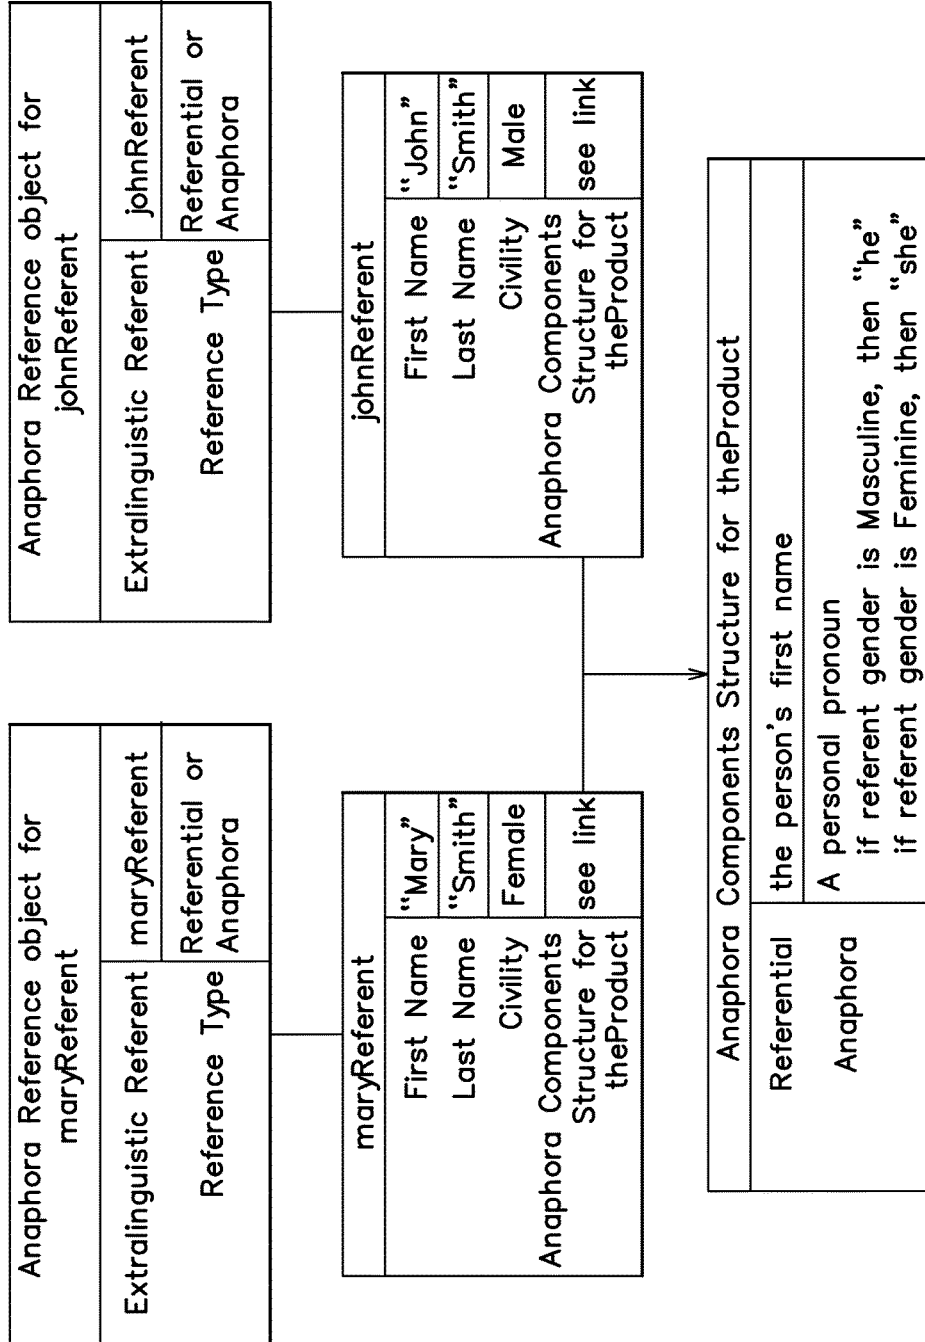 Anaphora Reference object for
maryReferent
Extralinguistic Referent maryReferent
Reference Type Referential or
Anaphora
Anaphora Reference object for
johnReferent
Extralinguistic Referent johnReferent
Reference Type Referential or
Anaphora
maryReferent
First Name “Mary”
Last Name “Smith”
Civility Female
Anaphora Components
Structure for see link
theProduct
johnReferent
First Name “John”
Last Name “Smith”
Civility Male
Anaphora Components
Structure for see link
theProduct
Anaphora Components Structure for theProduct
Referential the person's first name
Anaphora A personal pronoun
if referent gender is Masculine, then “he”
if referent gender is Feminine, then “she”